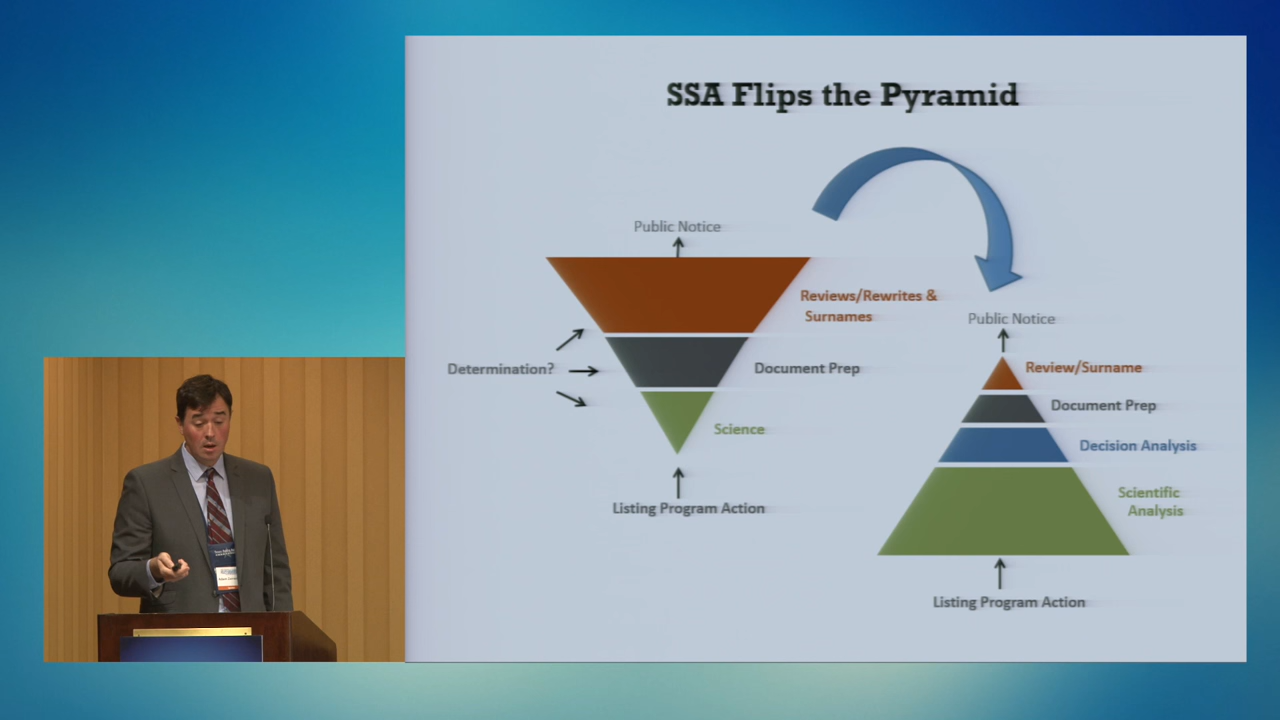 SSA Flips the Pyramid
Public Notice
Reviews/Rewrites &
Surnames
Determination?
Document Prep
Science
Listing Program Action
Public Notice
Review/Surname
Document Prep
Decision Analysis
Scientific
Analysis
Listing Program Action